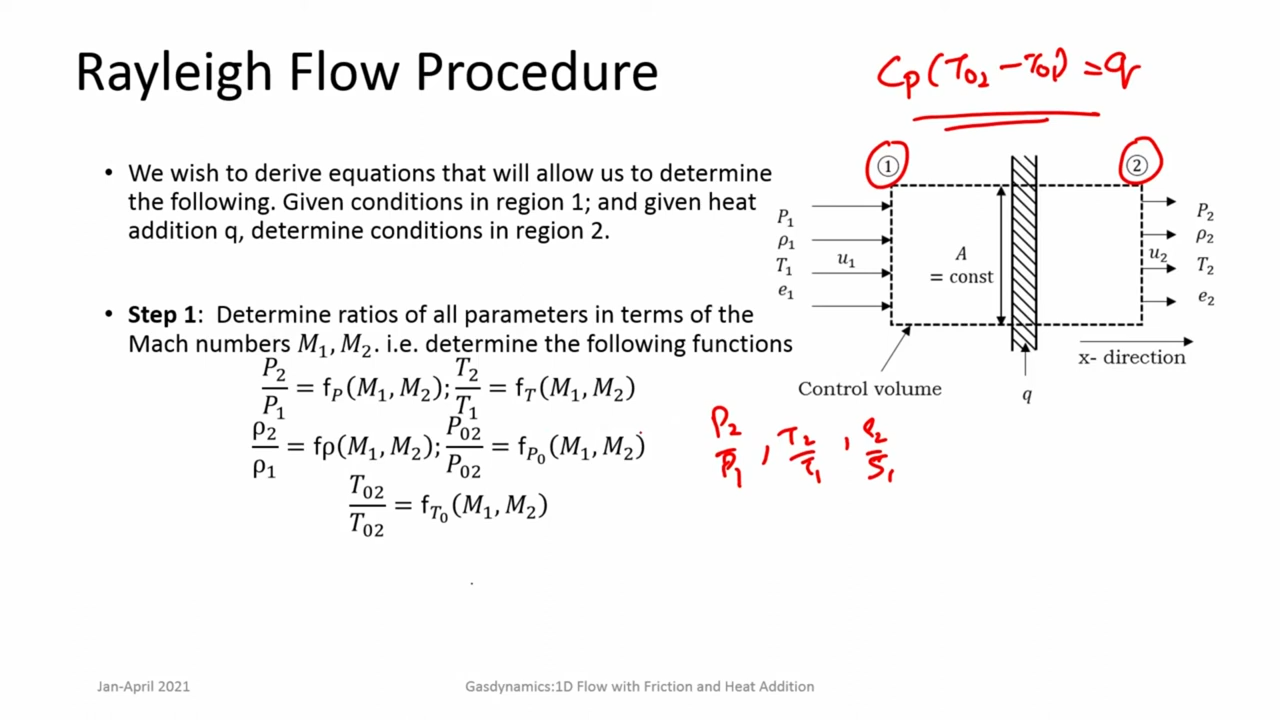 Rayleigh Flow Procedure
Cp(T02 − T01) = q
• We wish to derive equations that will allow us to determine
the following. Given conditions in region 1; and given heat
addition q, determine conditions in region 2.
① ②
P₁ ρ₁ T₁ e₁
u₁
A
= const
u₂
P₂ ρ₂ T₂ e₂
x- direction
Control volume
q
• Step 1: Determine ratios of all parameters in terms of the
Mach numbers M₁, M₂. i.e. determine the following functions
P₂/P₁ = f_P(M₁, M₂); T₂/T₁ = f_T(M₁, M₂)
ρ₂/ρ₁ = fρ(M₁, M₂); P₀₂/P₀₂ = f_P₀(M₁, M₂)
T₀₂/T₀₂ = f_T₀(M₁, M₂)
P₂/P₁ , T₂/T₁ , ρ₂/ρ₁
Jan-April 2021
Gasdynamics:1D Flow with Friction and Heat Addition